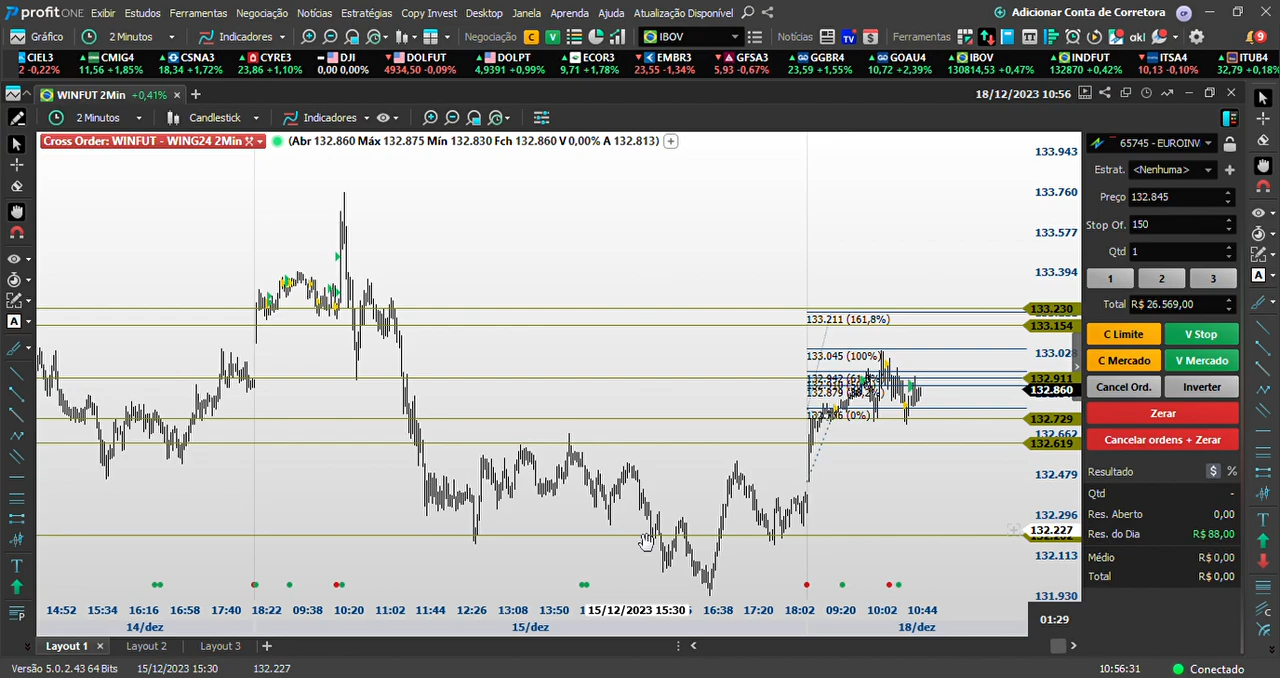 profitONE Exibir Estudos Ferramentas Negociação Notícias Estratégias Copy Invest Desktop Janela Aprenda Ajuda Atualização Disponível Adicionar Conta de Corretora CP
Gráfico 2 Minutos Indicadores Negociação C V IBOV Notícias TV $ Ferramentas akl 9
CIEL3 CMIG4 CSNA3 CYRE3 DJI DOLFUT DOLPT ECOR3 EMBR3 GFSA3 GGBR4 GOAU4 IBOV INDFUT ITSA4 ITUB4
2 -0,22% 11,56 +1,85% 18,34 +1,72% 23,86 +1,10% 0,00 0,00% 4934,50 -0,09% 4,9391 +0,99% 9,71 +1,78% 23,55 -1,34% 5,93 -0,67% 23,59 +1,55% 10,72 +2,39% 130814,53 +0,47% 132870 +0,42% 10,13 -0,10% 32,79 +0,18%
WINFUT 2Min +0,41% × + 18/12/2023 10:56
2 Minutos Candlestick Indicadores
Cross Order: WINFUT - WING24 2Min (Abr 132.860 Máx 132.875 Mín 132.830 Fch 132.860 V 0,00% A 132.813)
133.943
133.760
133.577
133.394
133.230
133.211 (161,8%)
133.154
133.045 (100%)
133.028
132.911
132.860
132.729
132.662
132.619
132.479
132.296
132.227
132.113
131.930
14:52 15:34 16:16 16:58 17:40 18:22 09:38 10:20 11:02 11:44 12:26 13:08 13:50 15/12/2023 15:30 16:38 17:20 18:02 09:20 10:02 10:44
14/dez 15/dez 18/dez
01:29
65745 - EUROINV
Estrat. <Nenhuma>
Preço 132.845
Stop Of. 150
Qtd 1
1 2 3
Total R$ 26.569,00
C Limite V Stop
C Mercado V Mercado
Cancel Ord. Inverter
Zerar
Cancelar ordens + Zerar
Resultado $ %
Qtd -
Res. Aberto 0,00
Res. do Dia R$ 88,00
Médio R$ 0,00
Total R$ 0,00
Layout 1 × Layout 2 Layout 3 +
Versão 5.0.2.43 64 Bits 15/12/2023 15:30 132.227 10:56:31 Conectado